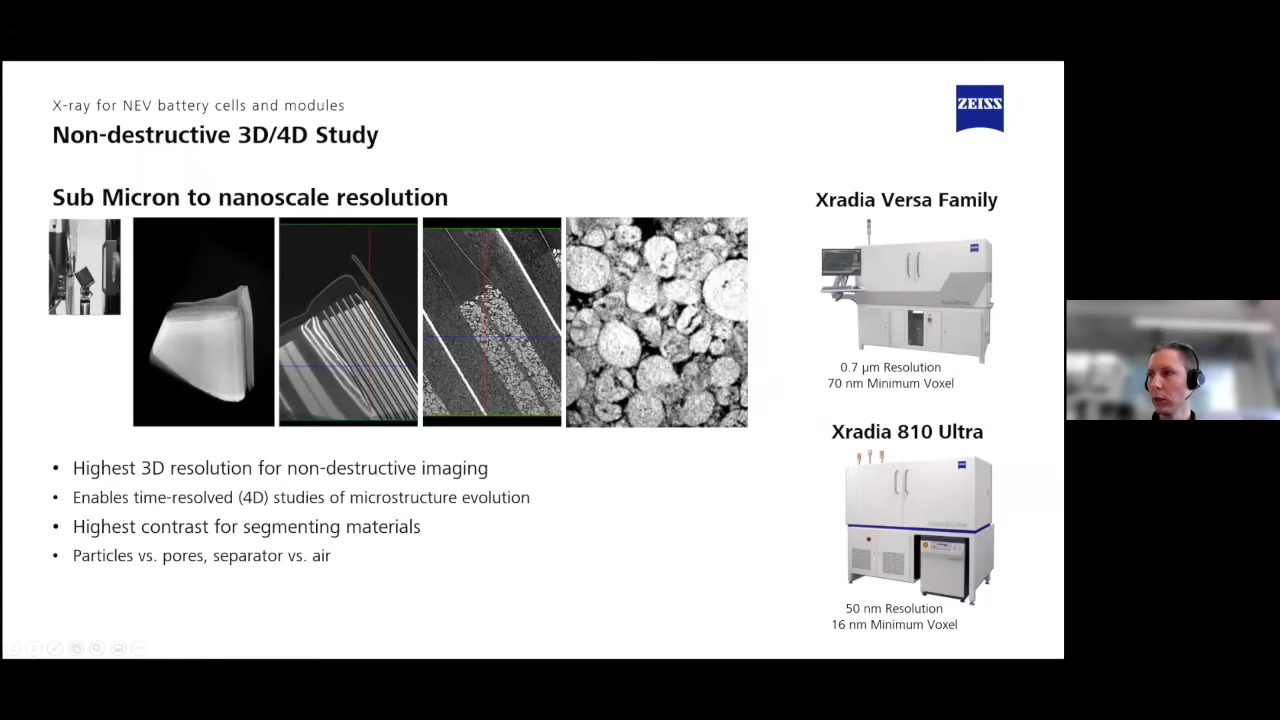 X-ray for NEV battery cells and modules
Non-destructive 3D/4D Study
ZEISS
Sub Micron to nanoscale resolution
Xradia Versa Family
0.7 µm Resolution
70 nm Minimum Voxel
Xradia 810 Ultra
50 nm Resolution
16 nm Minimum Voxel
• Highest 3D resolution for non-destructive imaging
• Enables time-resolved (4D) studies of microstructure evolution
• Highest contrast for segmenting materials
• Particles vs. pores, separator vs. air